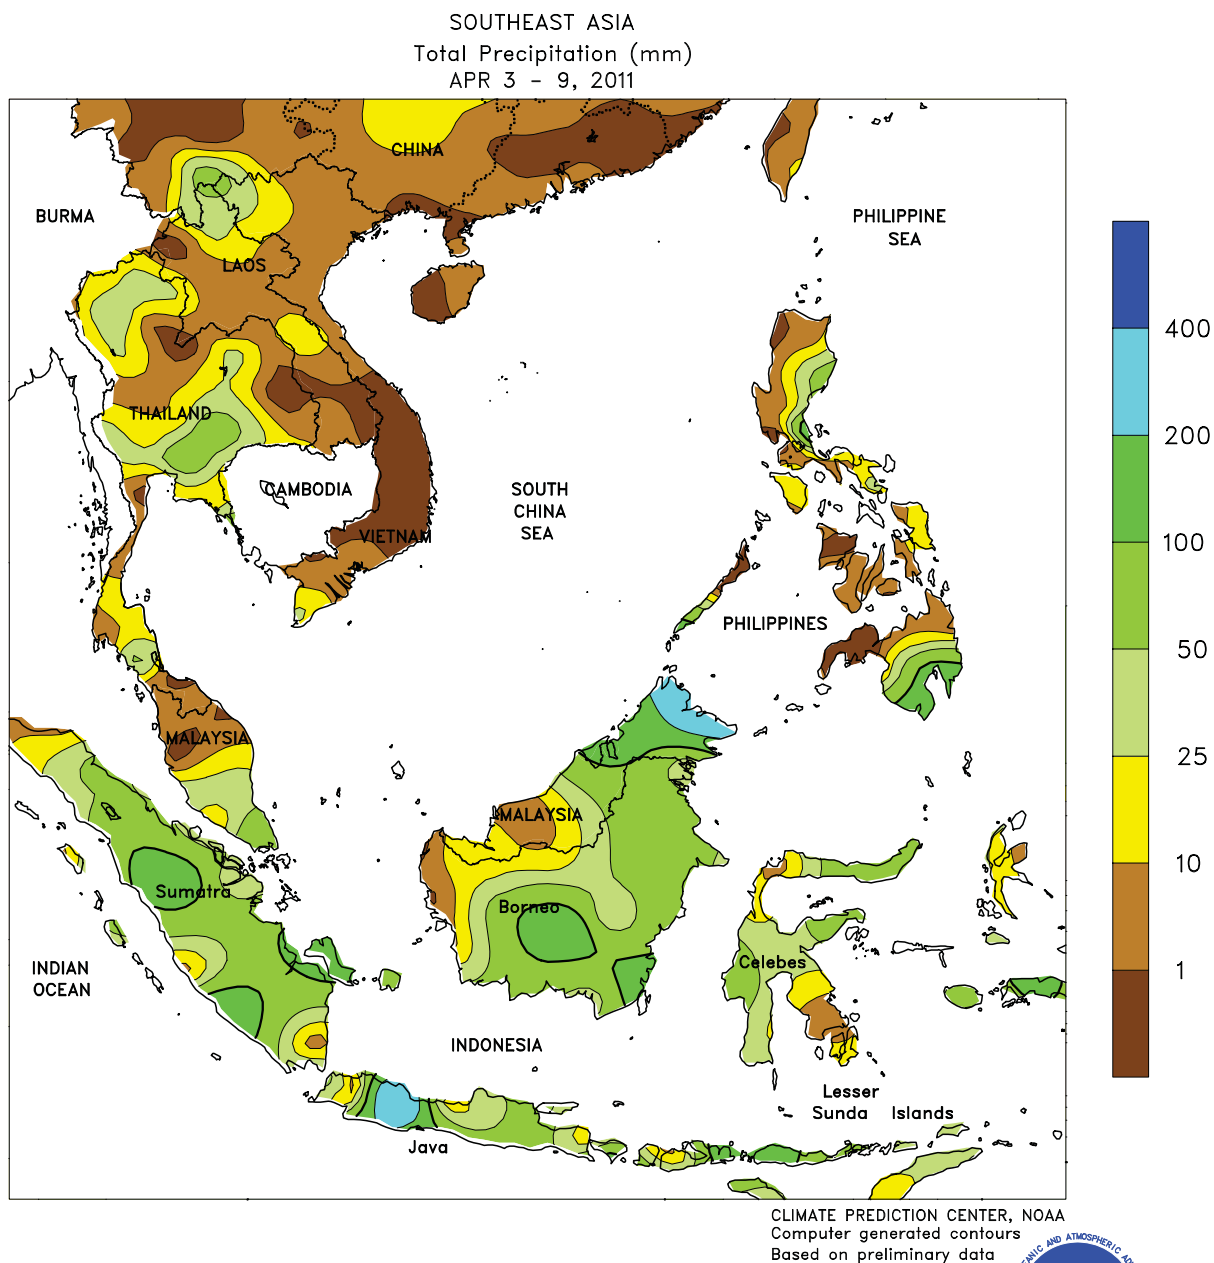 SOUTHEAST ASIA
Total Precipitation (mm)
APR 3 - 9, 2011
CHINA
BURMA
PHILIPPINE
SEA
LAOS
400
THAILAND
200
CAMBODIA
SOUTH
CHINA
SEA
VIETNAM
100
PHILIPPINES
50
MALAYSIA
25
MALAYSIA
10
Sumatra
Borneo
Celebes
INDIAN
OCEAN
1
INDONESIA
Lesser
Sunda Islands
Java
CLIMATE PREDICTION CENTER, NOAA
Computer generated contours
Based on preliminary data
AND ATMOSPHERIC